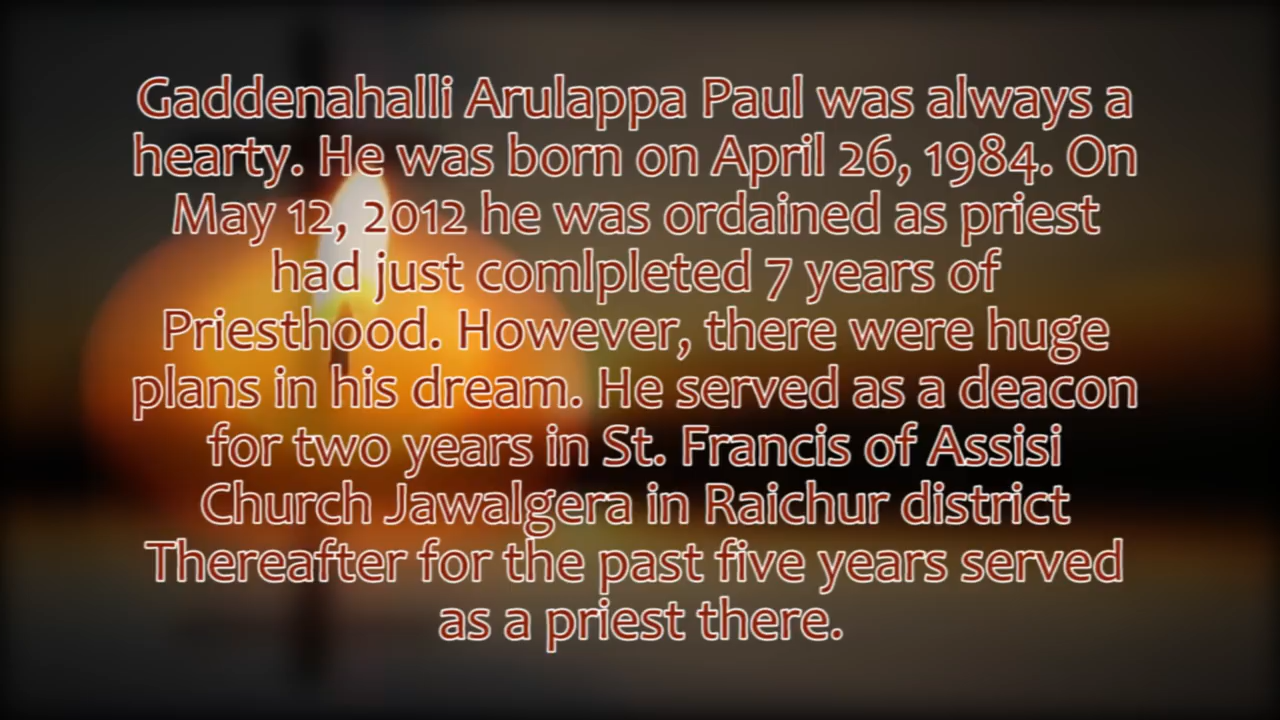 Gaddenahalli Arulappa Paul was always a
hearty. He was born on April 26, 1984. On
May 12, 2012 he was ordained as priest
had just comlpleted 7 years of
Priesthood. However, there were huge
plans in his dream. He served as a deacon
for two years in St. Francis of Assisi
Church Jawalgera in Raichur district
Thereafter for the past five years served
as a priest there.